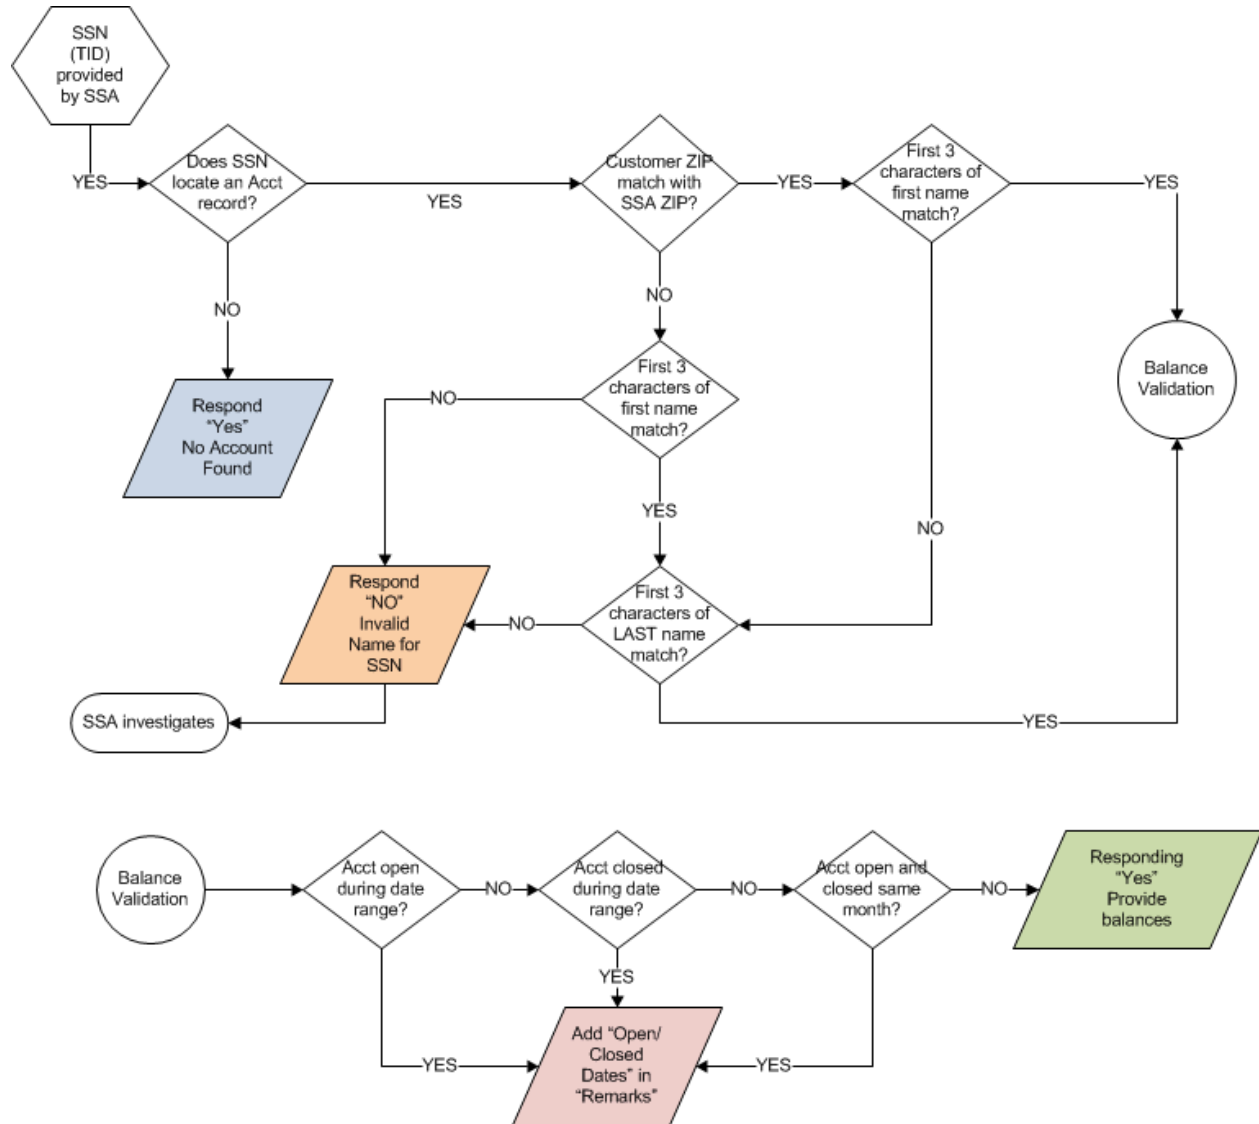 SSN
(TID)
provided
by SSA
YES
Does SSN
locate an Acct
record?
YES
Customer ZIP
match with
SSA ZIP?
YES
First 3
characters of
first name
match?
YES
NO
NO
First 3
characters of
first name
match?
Balance
Validation
Respond
“Yes”
No Account
Found
NO
YES
NO
Respond
“NO”
Invalid
Name for
SSN
NO
First 3
characters of
LAST name
match?
SSA investigates
YES
Balance
Validation
Acct open
during date
range?
NO
Acct closed
during date
range?
NO
Acct open and
closed same
month?
NO
Responding
“Yes”
Provide
balances
YES
YES
Add “Open/
Closed
Dates” in
“Remarks”
YES